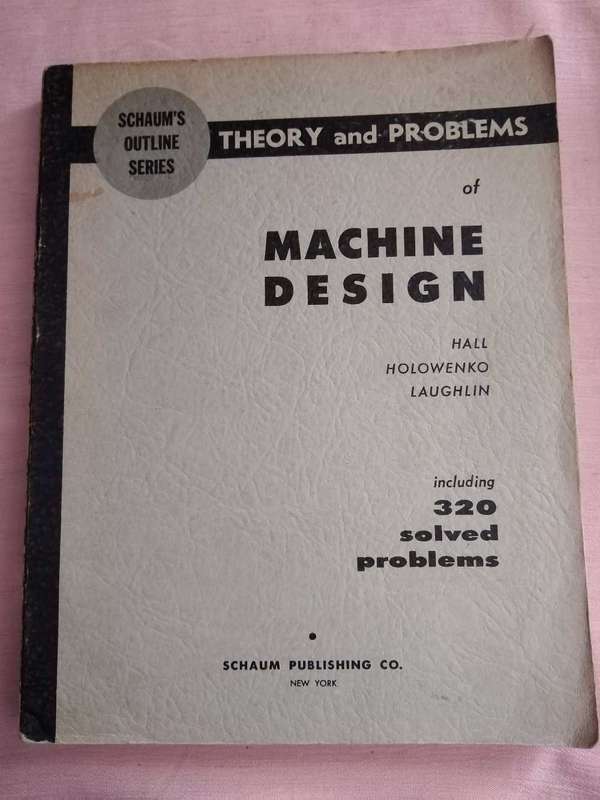 SCHAUM'S
OUTLINE
SERIES
THEORY and PROBLEMS
of
MACHINE
DESIGN
HALL
HOLOWENKO
LAUGHLIN
including
320
solved
problems
SCHAUM PUBLISHING CO.
NEW YORK